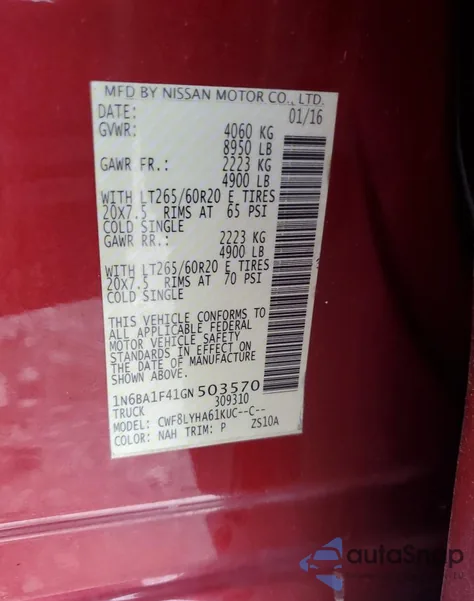 MFD BY NISSAN MOTOR CO., LTD.
DATE: 01/16
GVWR: 4060 KG
8950 LB
GAWR FR.: 2223 KG
4900 LB
WITH LT265/60R20 E TIRES
20X7.5 RIMS AT 65 PSI
COLD SINGLE
GAWR RR.: 2223 KG
4900 LB
WITH LT265/60R20 E TIRES
20X7.5 RIMS AT 70 PSI
COLD SINGLE
THIS VEHICLE CONFORMS TO
ALL APPLICABLE FEDERAL
MOTOR VEHICLE SAFETY
STANDARDS IN EFFECT ON
THE DATE OF MANUFACTURE
SHOWN ABOVE.
1N6BA1F41GN503570
TRUCK 309310
MODEL: CWF8LYHA61KUC--C--
COLOR: NAH TRIM: P ZS10A
autoSnap